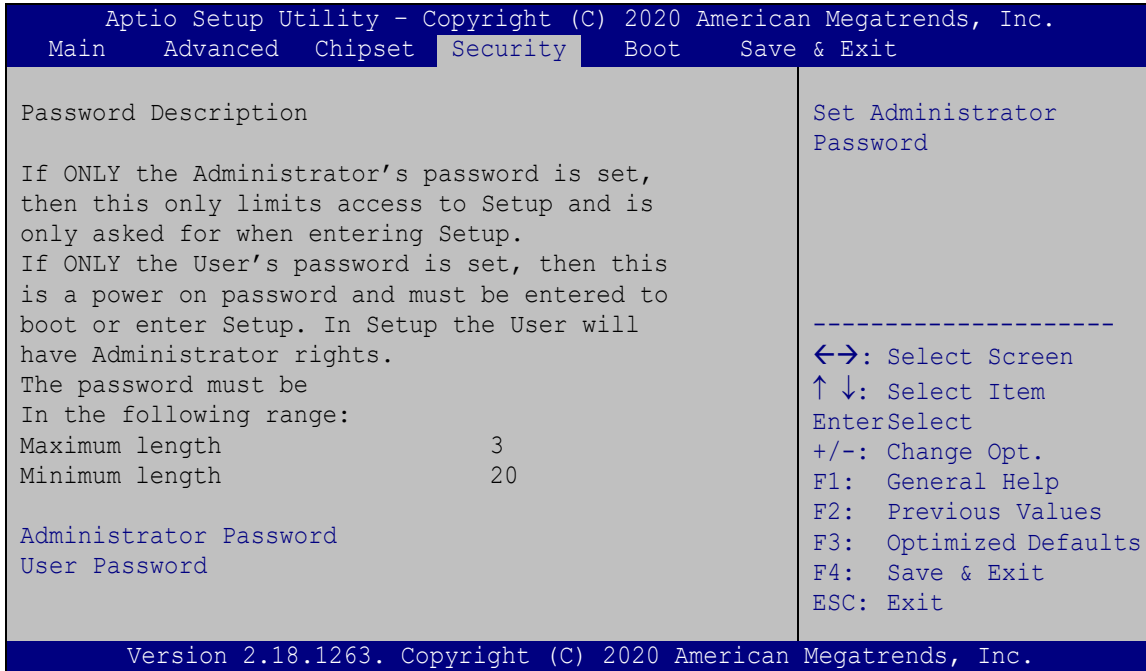 Aptio Setup Utility – Copyright (C) 2020 American Megatrends, Inc.
Main Advanced Chipset Security Boot Save & Exit
Password Description
If ONLY the Administrator’s password is set,
then this only limits access to Setup and is
only asked for when entering Setup.
If ONLY the User’s password is set, then this
is a power on password and must be entered to
boot or enter Setup. In Setup the User will
have Administrator rights.
The password must be
In the following range:
Maximum length 3
Minimum length 20
Administrator Password
User Password
Set Administrator
Password
---------------------
←→: Select Screen
↑ ↓: Select Item
EnterSelect
+/-: Change Opt.
F1: General Help
F2: Previous Values
F3: Optimized Defaults
F4: Save & Exit
ESC: Exit
Version 2.18.1263. Copyright (C) 2020 American Megatrends, Inc.